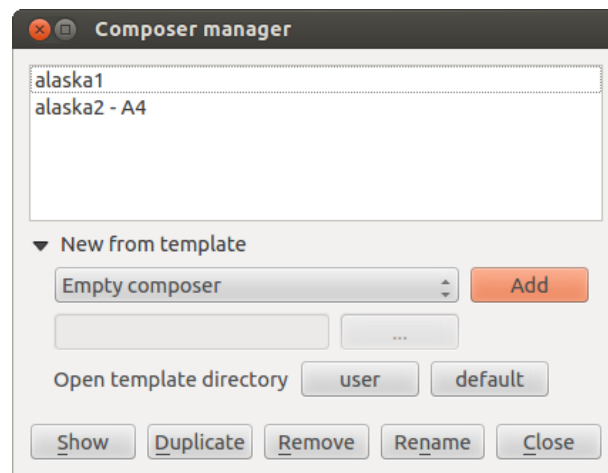 Composer manager
alaska1
alaska2 - A4
New from template
Empty composer Add
...
Open template directory user default
Show Duplicate Remove Rename Close